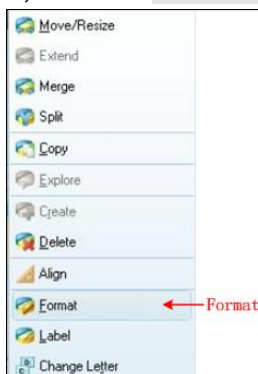 Move/Resize
Extend
Merge
Split
Copy
Explore
Create
Delete
Align
Format
Format
Label
Change Letter